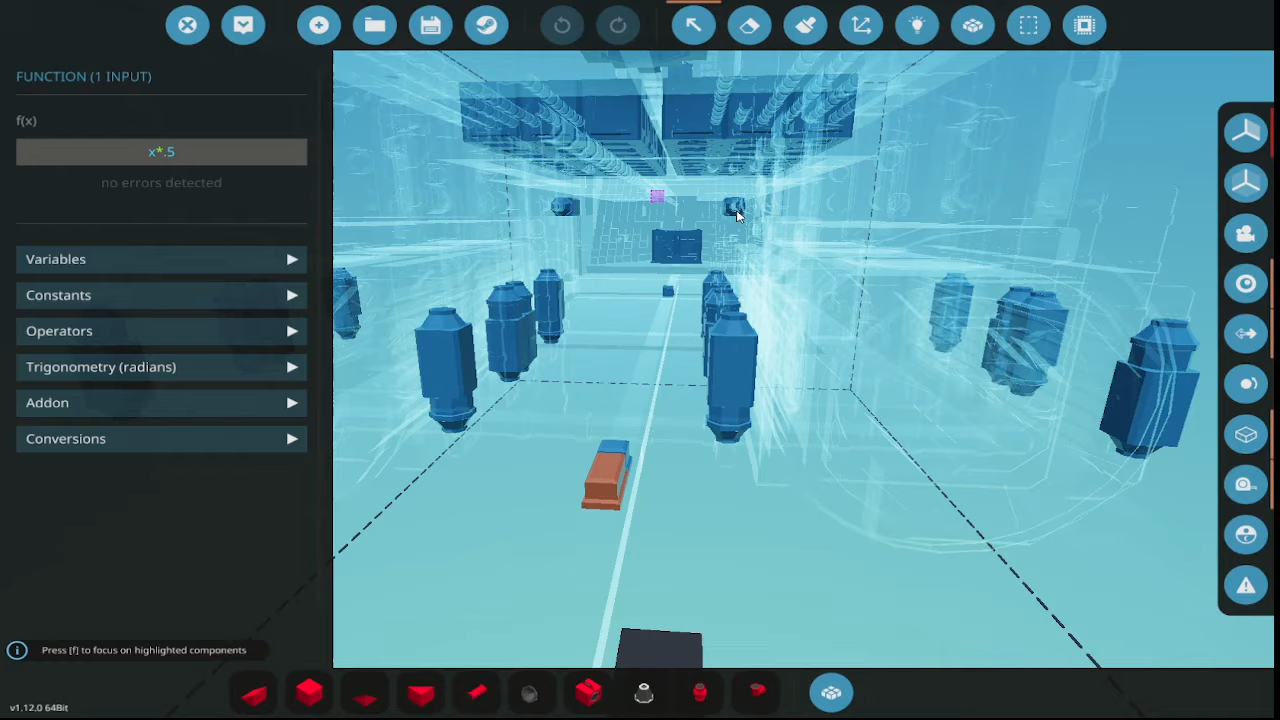 FUNCTION (1 INPUT)
f(x)
x*.5
no errors detected
Variables
Constants
Operators
Trigonometry (radians)
Addon
Conversions
Press [f] to focus on highlighted components
v1.12.0 64Bit